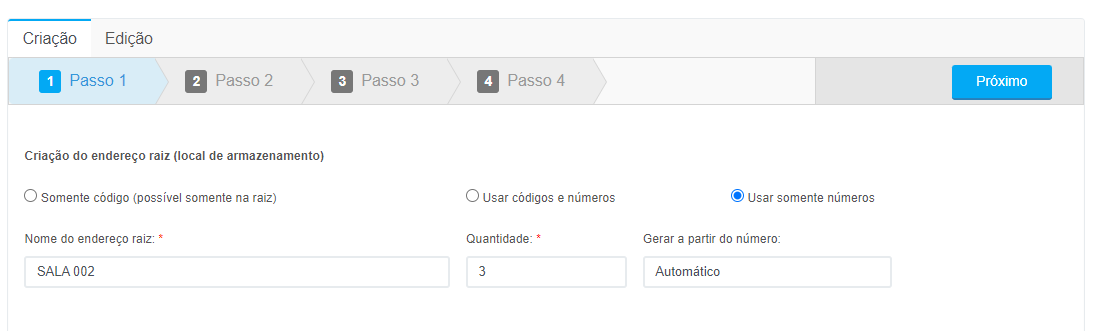 Criação Edição
1 Passo 1 2 Passo 2 3 Passo 3 4 Passo 4 Próximo
Criação do endereço raiz (local de armazenamento)
Somente código (possível somente na raiz) Usar códigos e números Usar somente números
Nome do endereço raiz: * Quantidade: * Gerar a partir do número:
SALA 002 3 Automático